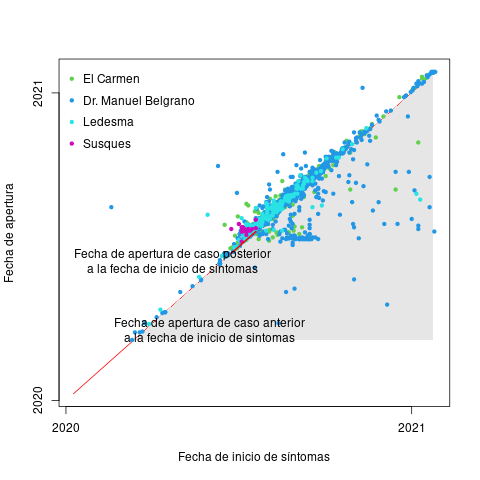 El Carmen
Dr. Manuel Belgrano
Ledesma
Susques
Fecha de apertura de caso posterior
a la fecha de inicio de síntomas
Fecha de apertura de caso anterior
a la fecha de inicio de síntomas
Fecha de apertura
2021
2020
2020
2021
Fecha de inicio de síntomas